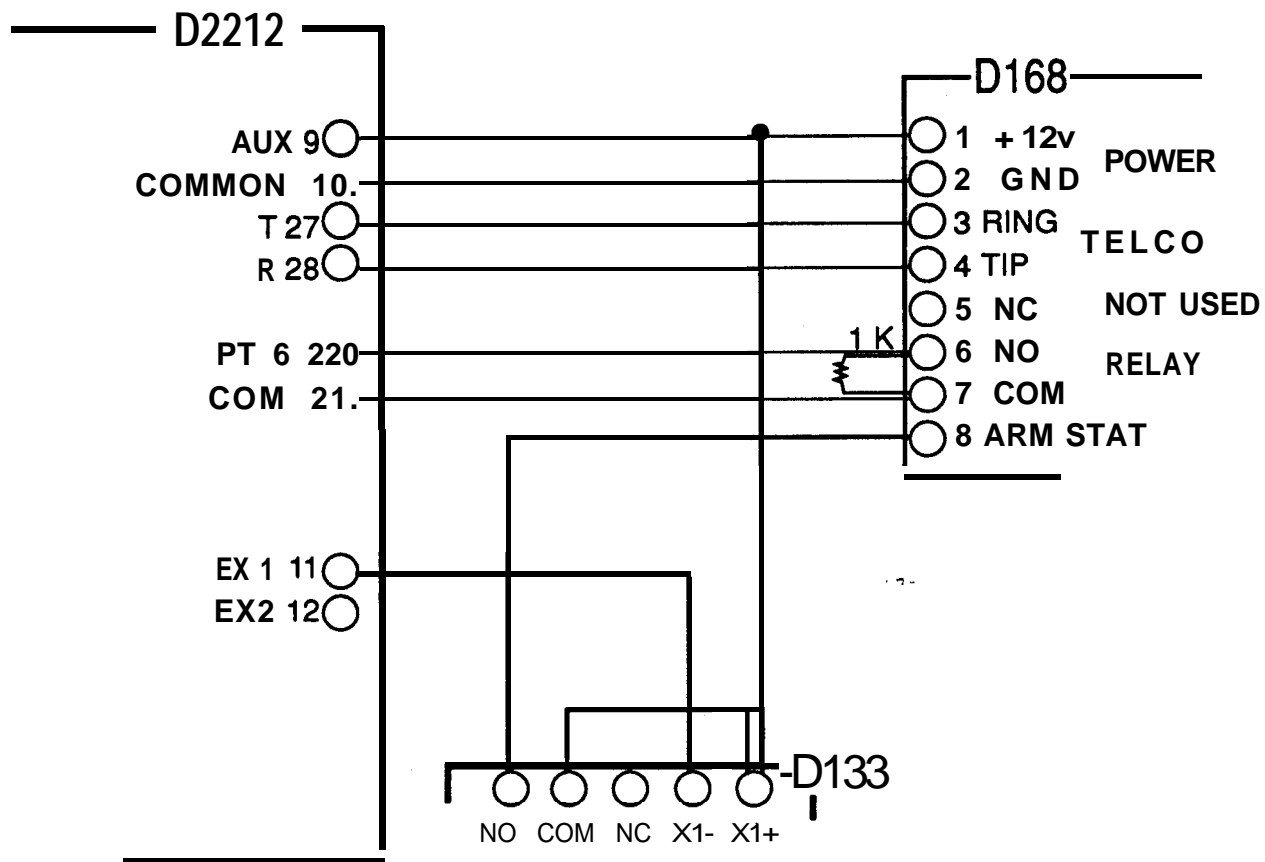 D2212
D168
AUX 9
1 + 12v
POWER
COMMON 10.
2 GND
T 27
3 RING
TELCO
R 28
4 TIP
5 NC
NOT USED
1 K
PT 6 220
6 NO
RELAY
COM 21.
7 COM
8 ARM STAT
EX 1 11
EX2 12
-D133
NO COM NC X1- X1+